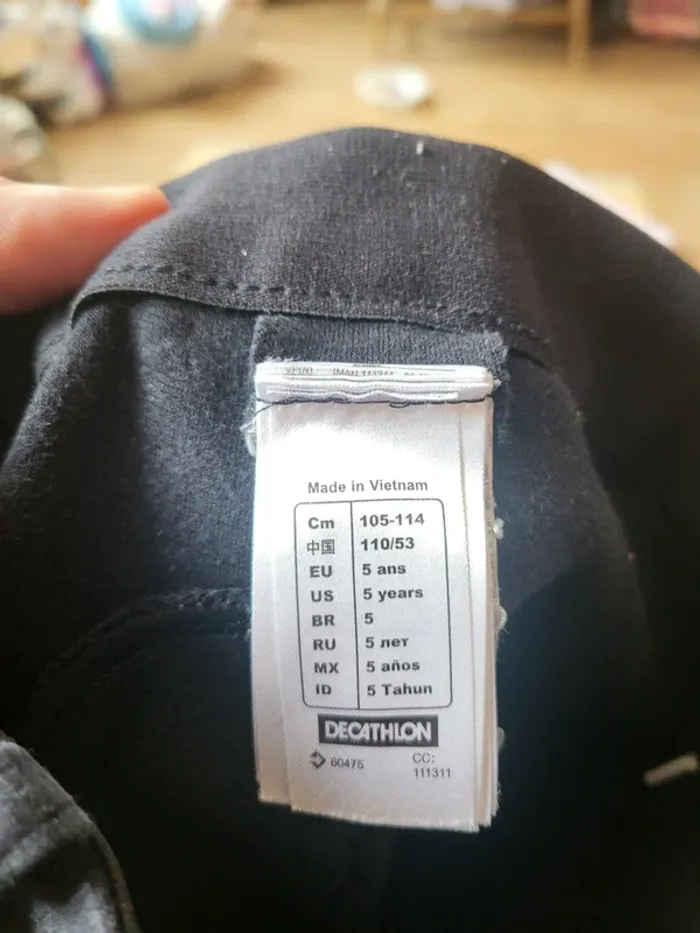 Made in Vietnam
Cm 105-114
中国 110/53
EU 5 ans
US 5 years
BR 5
RU 5 лет
MX 5 años
ID 5 Tahun
DECATHLON
60475 CC:
111311